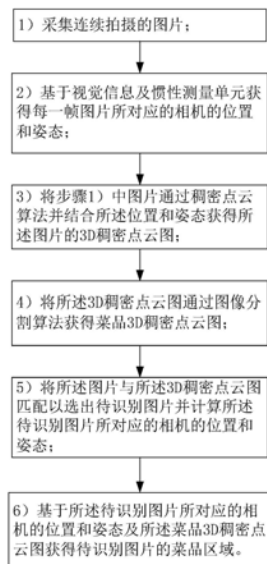 1）采集连续拍摄的图片；
2）基于视觉信息及惯性测量单元获
得每一帧图片所对应的相机的位置
和姿态；
3）将步骤1）中图片通过稠密点云
算法并结合所述位置和姿态获得所
述图片的3D稠密点云图；
4）将所述3D稠密点云图通过图像分
割算法获得菜品3D稠密点云图；
5）将所述图片与所述3D稠密点云图
匹配以选出待识别图片并计算所述
待识别图片所对应的相机的位置和
姿态；
6）基于所述待识别图片所对应的相
机的位置和姿态及所述菜品3D稠密点
云图获得待识别图片的菜品区域。